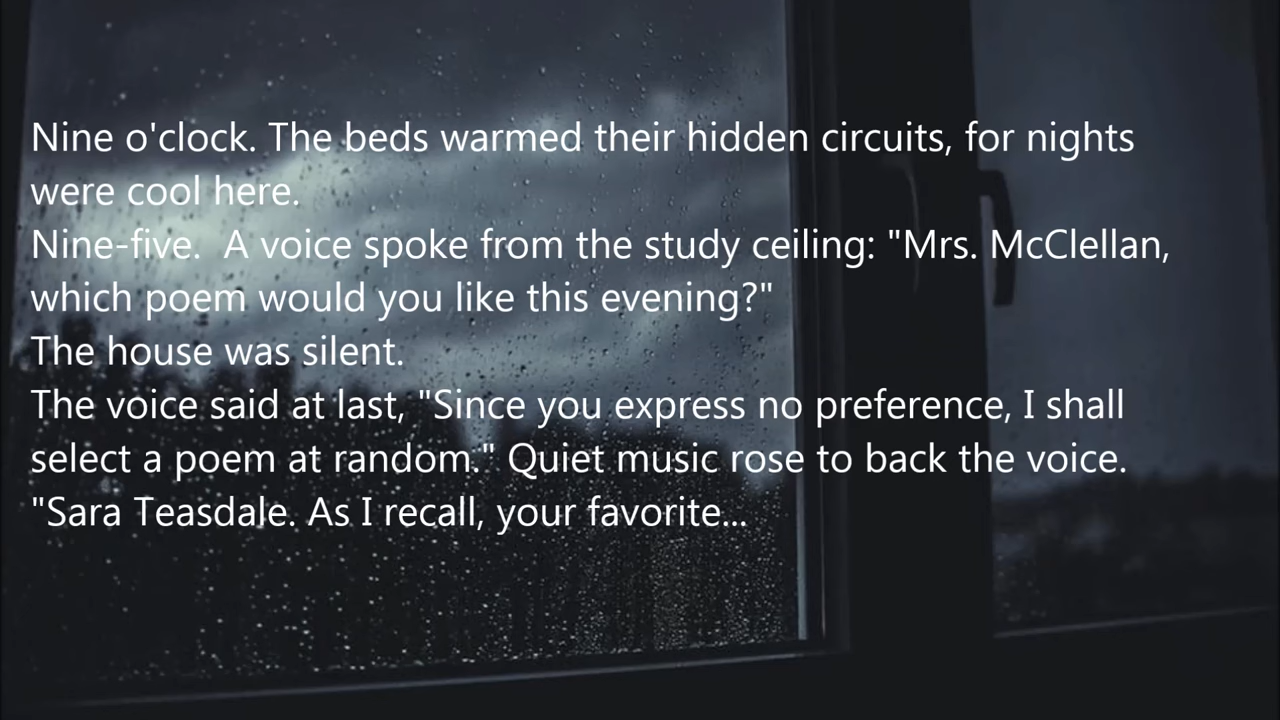 Nine o'clock. The beds warmed their hidden circuits, for nights
were cool here.
Nine-five.  A voice spoke from the study ceiling: "Mrs. McClellan,
which poem would you like this evening?"
The house was silent.
The voice said at last, "Since you express no preference, I shall
select a poem at random." Quiet music rose to back the voice.
"Sara Teasdale. As I recall, your favorite...